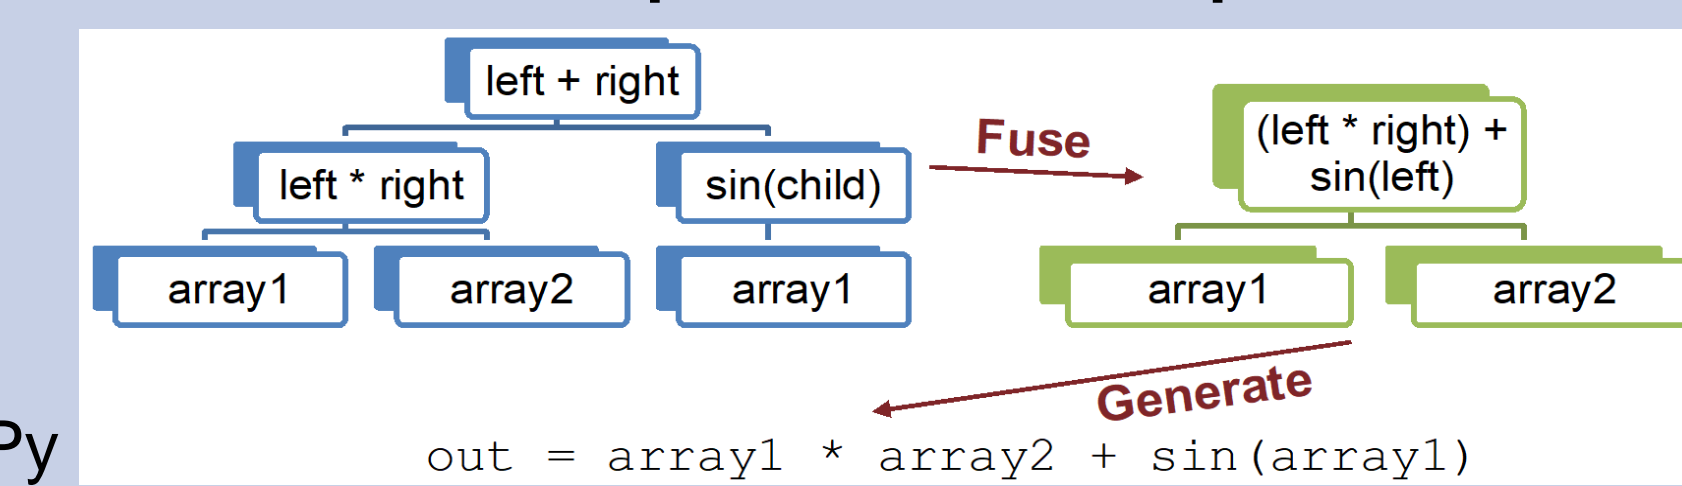 left + right
left * right
sin(child)
array1
array2
array1
Fuse
(left * right) +
sin(left)
array1
array2
Generate
Py
out = array1 * array2 + sin(array1)